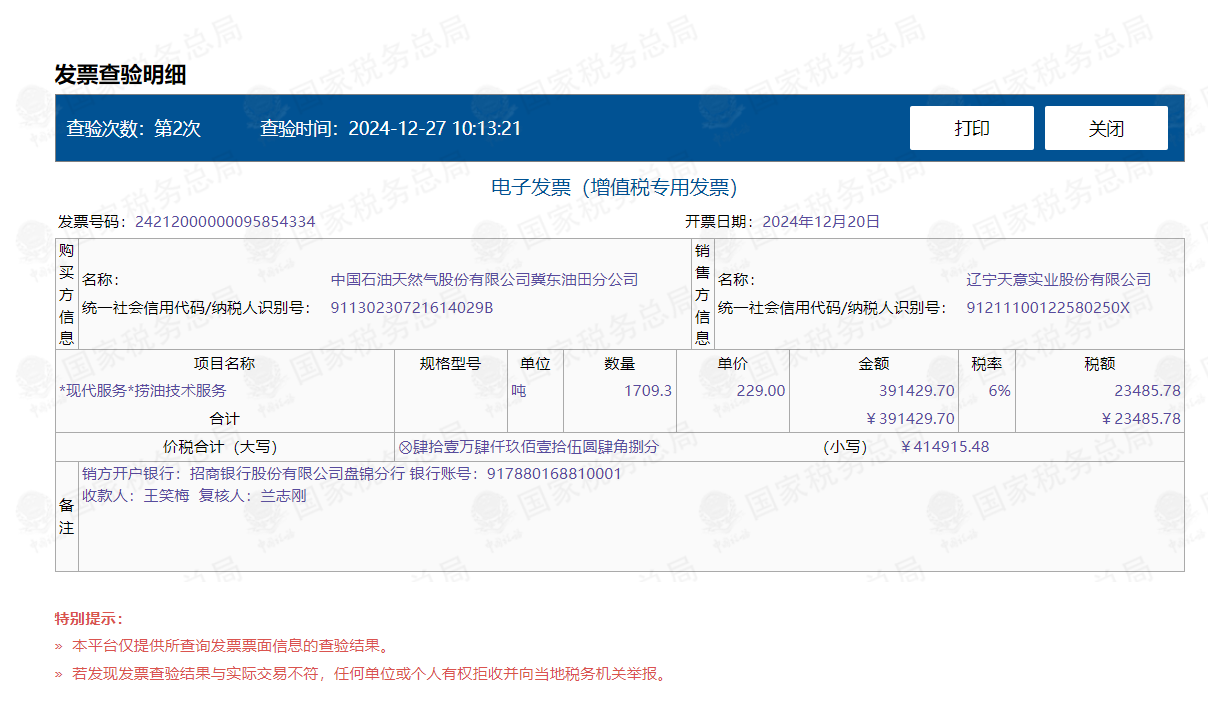 发票查验明细
查验次数：第2次 查验时间：2024-12-27 10:13:21 打印 关闭
电子发票（增值税专用发票）
发票号码：24212000000095854334 开票日期：2024年12月20日
购买方信息 名称： 中国石油天然气股份有限公司冀东油田分公司 销售方信息 名称： 辽宁天意实业股份有限公司
统一社会信用代码/纳税人识别号： 91130230721614029B 统一社会信用代码/纳税人识别号： 91211100122580250X
项目名称 规格型号 单位 数量 单价 金额 税率 税额
*现代服务*捞油技术服务 吨 1709.3 229.00 391429.70 6% 23485.78
合计 ￥391429.70 ￥23485.78
价税合计（大写） ⊗肆拾壹万肆仟玖佰壹拾伍圆肆角捌分 （小写） ￥414915.48
备注 销方开户银行：招商银行股份有限公司盘锦分行 银行账号：917880168810001
收款人：王笑梅 复核人：兰志刚
特别提示：
» 本平台仅提供所查询发票票面信息的查验结果。
» 若发现发票查验结果与实际交易不符，任何单位或个人有权拒收并向当地税务机关举报。
国家税务总局